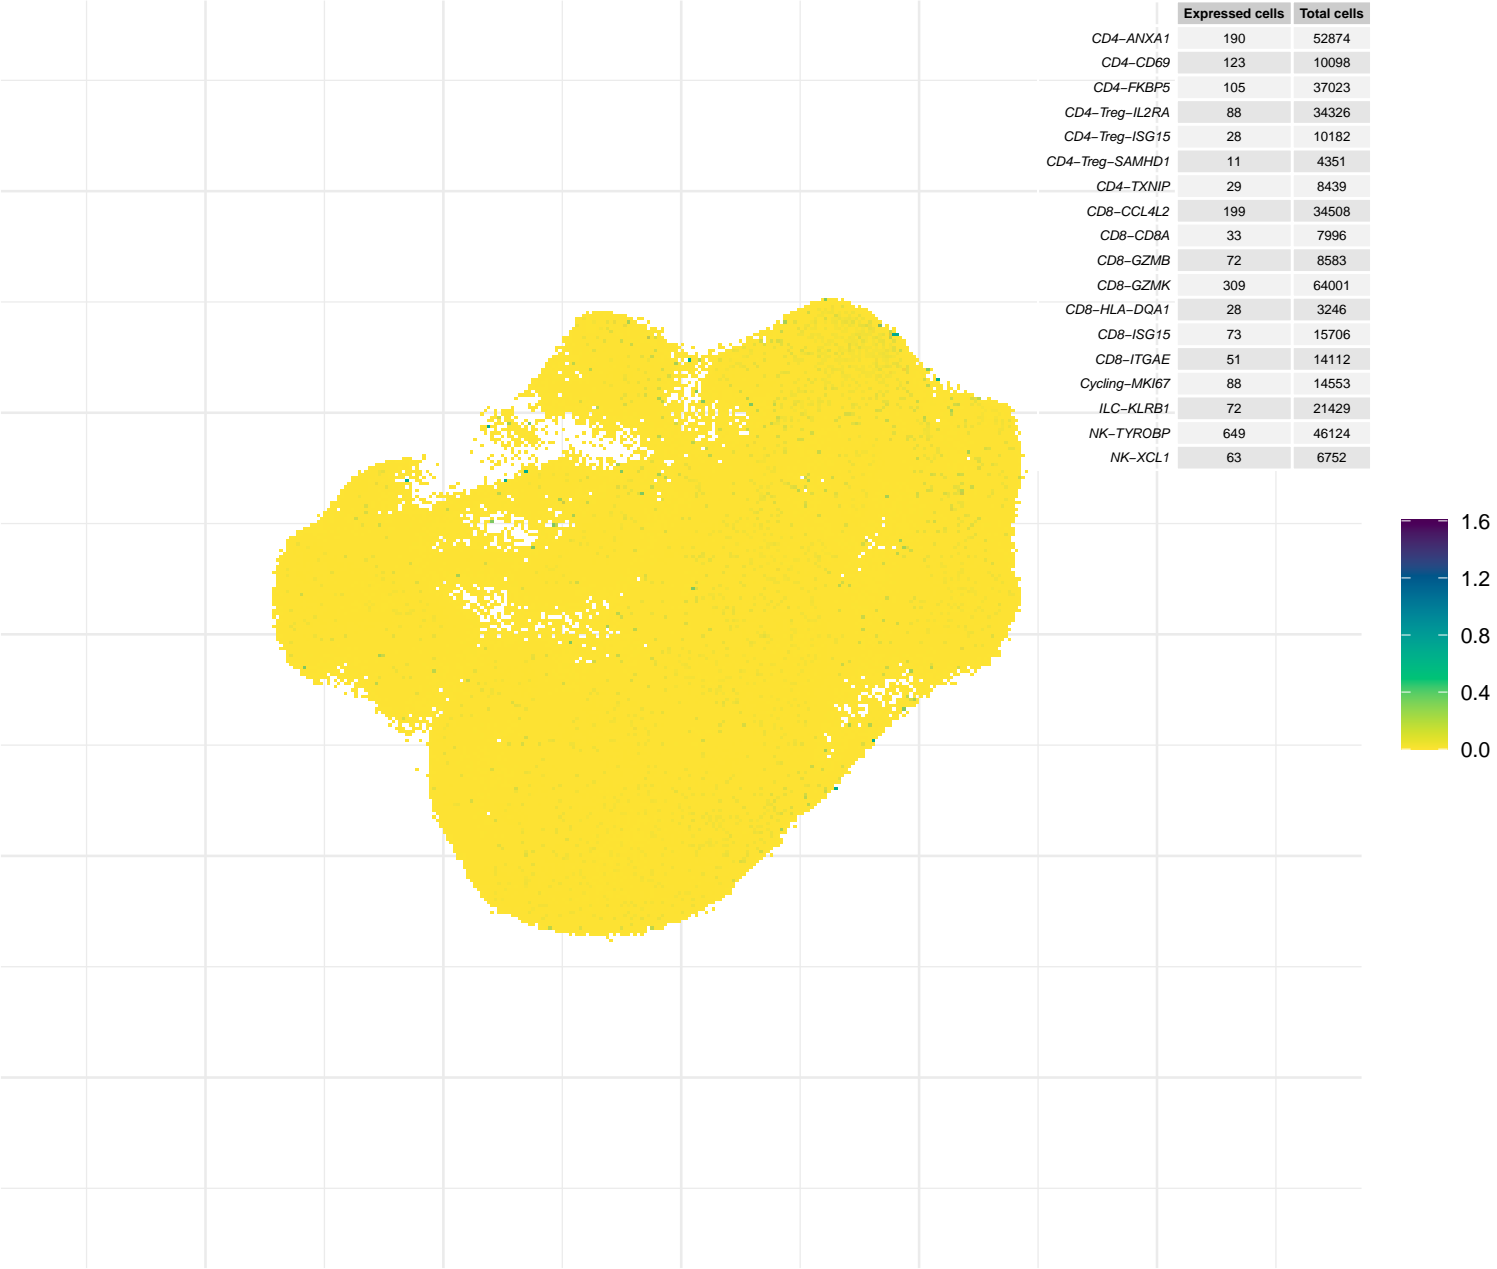 Expressed cells Total cells
CD4−ANXA1 190 52874
CD4−CD69 123 10098
CD4−FKBP5 105 37023
CD4−Treg−IL2RA 88 34326
CD4−Treg−ISG15 28 10182
CD4−Treg−SAMHD1 11 4351
CD4−TXNIP 29 8439
CD8−CCL4L2 199 34508
CD8−CD8A 33 7996
CD8−GZMB 72 8583
CD8−GZMK 309 64001
CD8−HLA−DQA1 28 3246
CD8−ISG15 73 15706
CD8−ITGAE 51 14112
Cycling−MKI67 88 14553
ILC−KLRB1 72 21429
NK−TYROBP 649 46124
NK−XCL1 63 6752
1.6
1.2
0.8
0.4
0.0